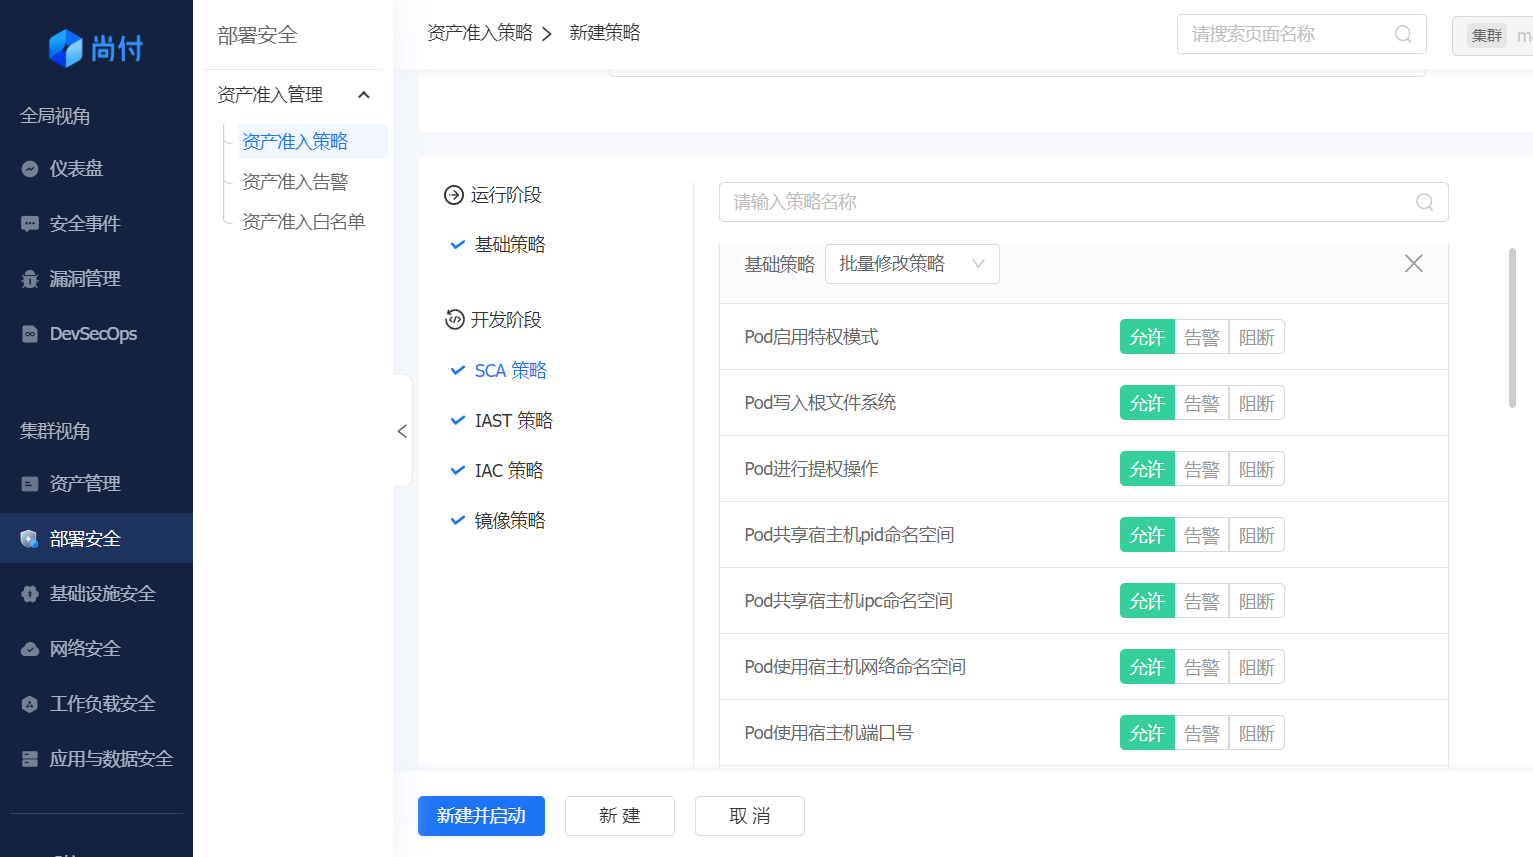 尚付
全局视角
仪表盘
安全事件
漏洞管理
DevSecOps
集群视角
资产管理
部署安全
基础设施安全
网络安全
工作负载安全
应用与数据安全
部署安全
资产准入管理
资产准入策略
资产准入告警
资产准入白名单
资产准入策略 > 新建策略
请搜索页面名称
集群 m
运行阶段
基础策略
开发阶段
SCA 策略
IAST 策略
IAC 策略
镜像策略
请输入策略名称
基础策略 批量修改策略
Pod启用特权模式 允许 告警 阻断
Pod写入根文件系统 允许 告警 阻断
Pod进行提权操作 允许 告警 阻断
Pod共享宿主机pid命名空间 允许 告警 阻断
Pod共享宿主机ipc命名空间 允许 告警 阻断
Pod使用宿主机网络命名空间 允许 告警 阻断
Pod使用宿主机端口号 允许 告警 阻断
新建并启动 新 建 取 消